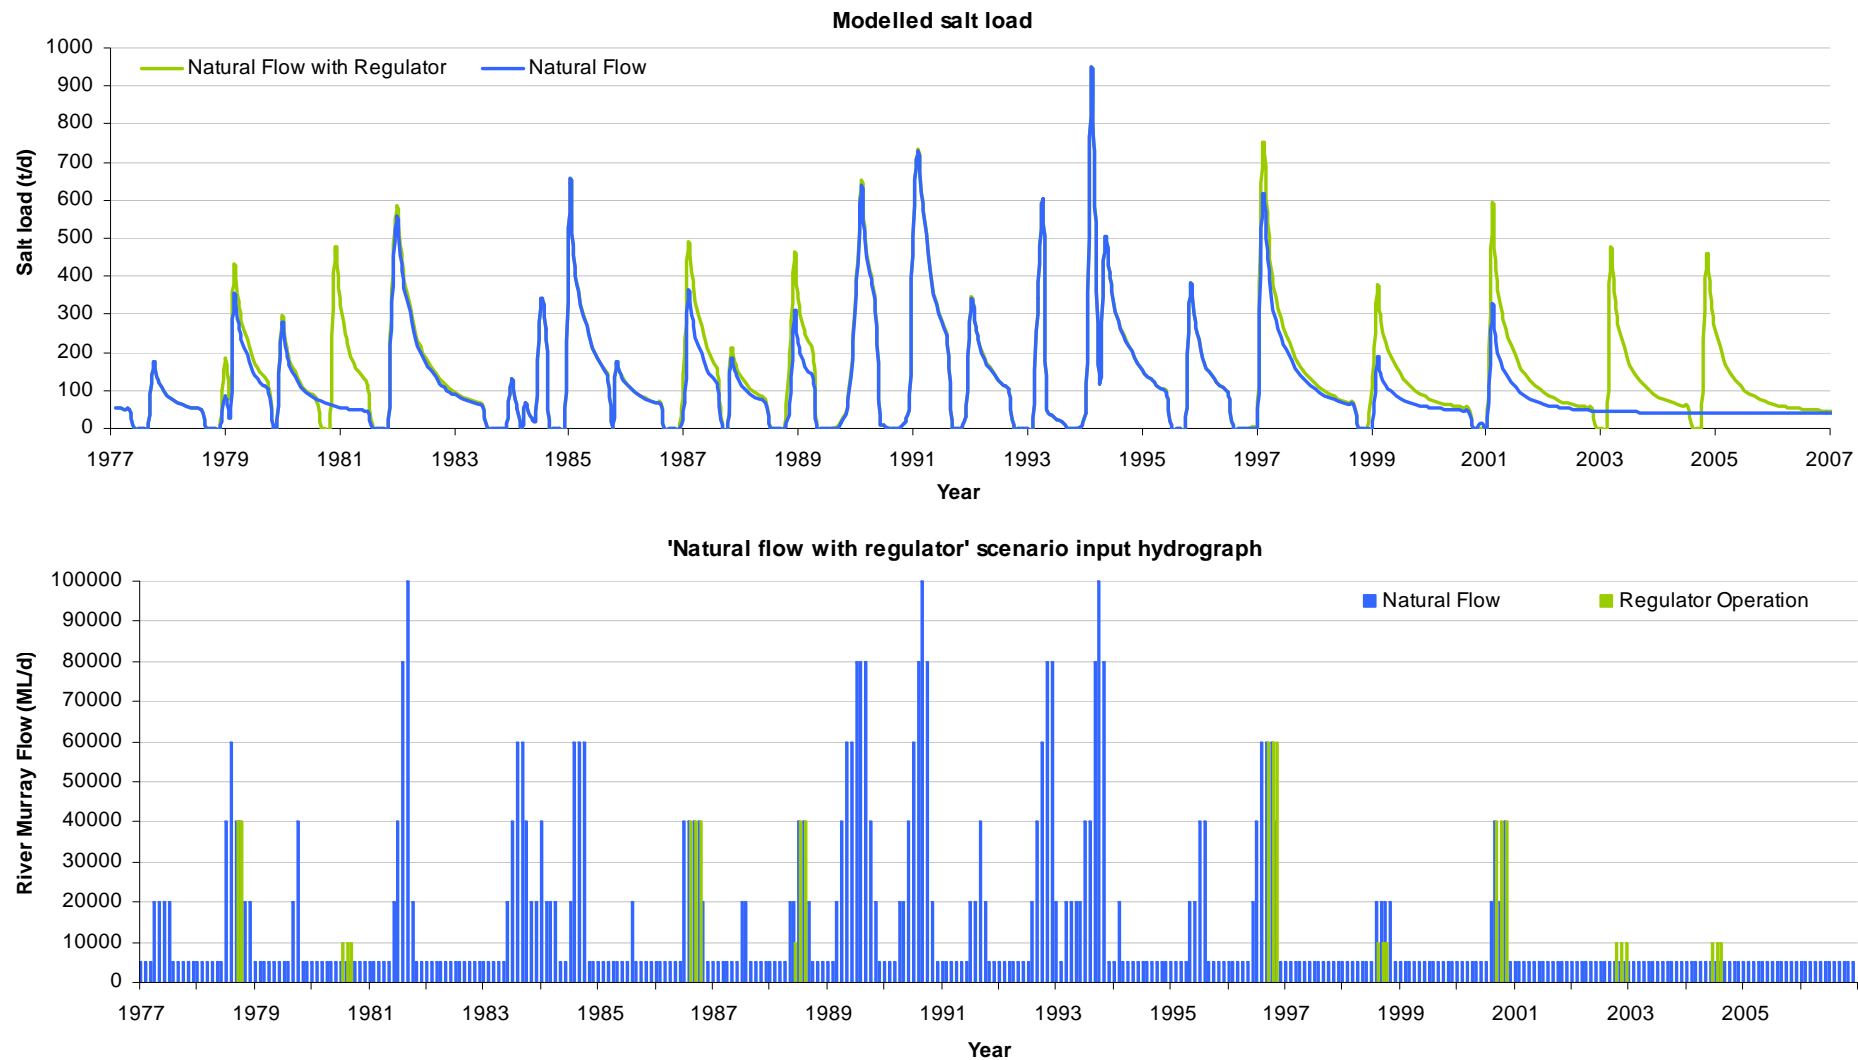 Modelled salt load
Natural Flow with Regulator
Natural Flow
Salt load (t/d)
1000
900
800
700
600
500
400
300
200
100
0
1977 1979 1981 1983 1985 1987 1989 1991 1993 1995 1997 1999 2001 2003 2005 2007
Year
'Natural flow with regulator' scenario input hydrograph
Natural Flow
Regulator Operation
River Murray Flow (ML/d)
100000
90000
80000
70000
60000
50000
40000
30000
20000
10000
0
1977 1979 1981 1983 1985 1987 1989 1991 1993 1995 1997 1999 2001 2003 2005
Year